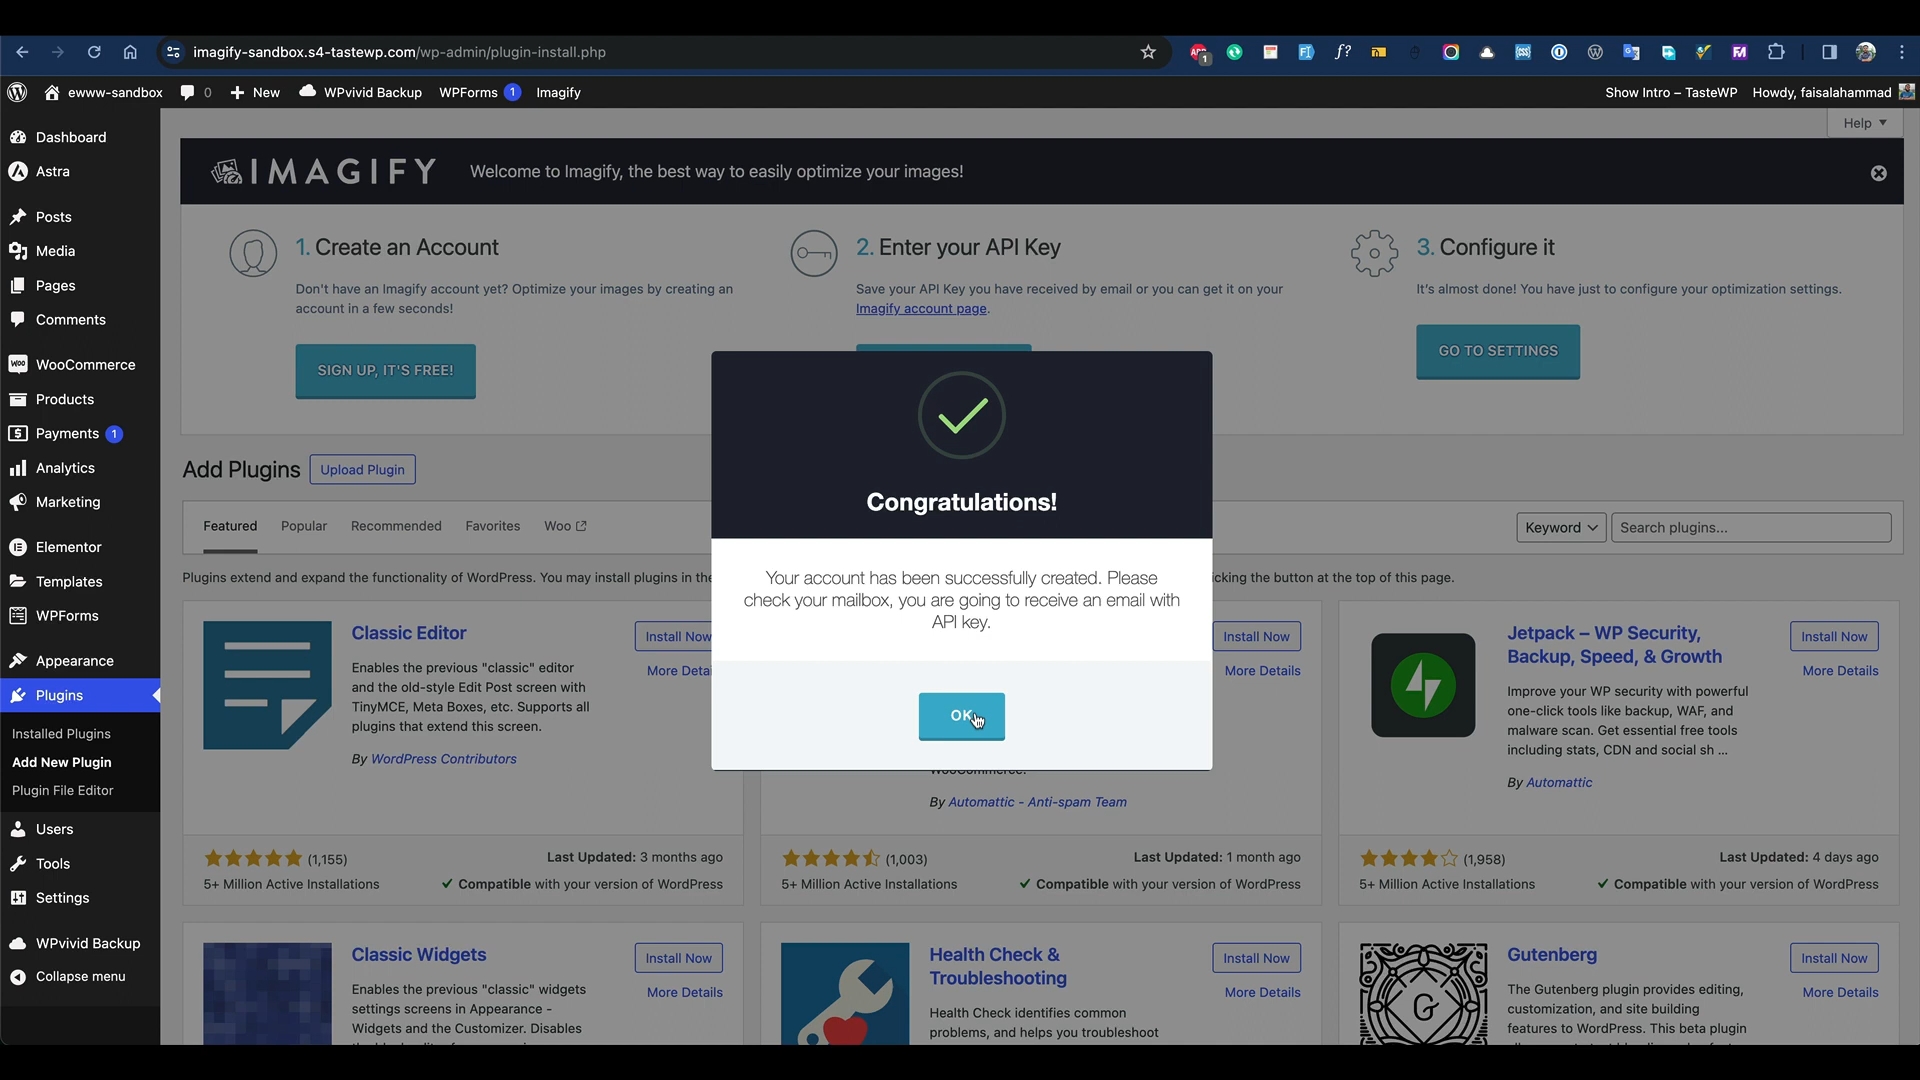 imagify-sandbox.s4-tastewp.com/wp-admin/plugin-install.php
ewww-sandbox
0
New
WPvivid Backup
WPForms
1
Imagify
Show Intro – TasteWP
Howdy, faisalahammad
Dashboard
Astra
Posts
Media
Pages
Comments
WooCommerce
Products
Payments 1
Analytics
Marketing
Elementor
Templates
WPForms
Appearance
Plugins
Installed Plugins
Add New Plugin
Plugin File Editor
Users
Tools
Settings
WPvivid Backup
Collapse menu
Help
IMAGIFY
Welcome to Imagify, the best way to easily optimize your images!
1. Create an Account
Don't have an Imagify account yet? Optimize your images by creating an
account in a few seconds!
SIGN UP, IT'S FREE!
2. Enter your API Key
Save your API Key you have received by email or you can get it on your
Imagify account page.
3. Configure it
It's almost done! You have just to configure your optimization settings.
GO TO SETTINGS
Add Plugins
Upload Plugin
Featured
Popular
Recommended
Favorites
Woo
Keyword
Search plugins...
Plugins extend and expand the functionality of WordPress. You may install plugins in the
icking the button at the top of this page.
Congratulations!
Your account has been successfully created. Please
check your mailbox, you are going to receive an email with
API key.
OK
Classic Editor
Install Now
More Detai
Enables the previous "classic" editor
and the old-style Edit Post screen with
TinyMCE, Meta Boxes, etc. Supports all
plugins that extend this screen.
By WordPress Contributors
(1,155)
Last Updated: 3 months ago
5+ Million Active Installations
Compatible with your version of WordPress
Install Now
More Details
WooCommerce.
By Automattic - Anti-spam Team
(1,003)
Last Updated: 1 month ago
5+ Million Active Installations
Compatible with your version of WordPress
Jetpack – WP Security,
Backup, Speed, & Growth
Install Now
More Details
Improve your WP security with powerful
one-click tools like backup, WAF, and
malware scan. Get essential free tools
including stats, CDN and social sh ...
By Automattic
(1,958)
Last Updated: 4 days ago
5+ Million Active Installations
Compatible with your version of WordPress
Classic Widgets
Install Now
More Details
Enables the previous "classic" widgets
settings screens in Appearance -
Widgets and the Customizer. Disables
Health Check &
Troubleshooting
Install Now
More Details
Health Check identifies common
problems, and helps you troubleshoot
Gutenberg
Install Now
More Details
The Gutenberg plugin provides editing,
customization, and site building
features to WordPress. This beta plugin